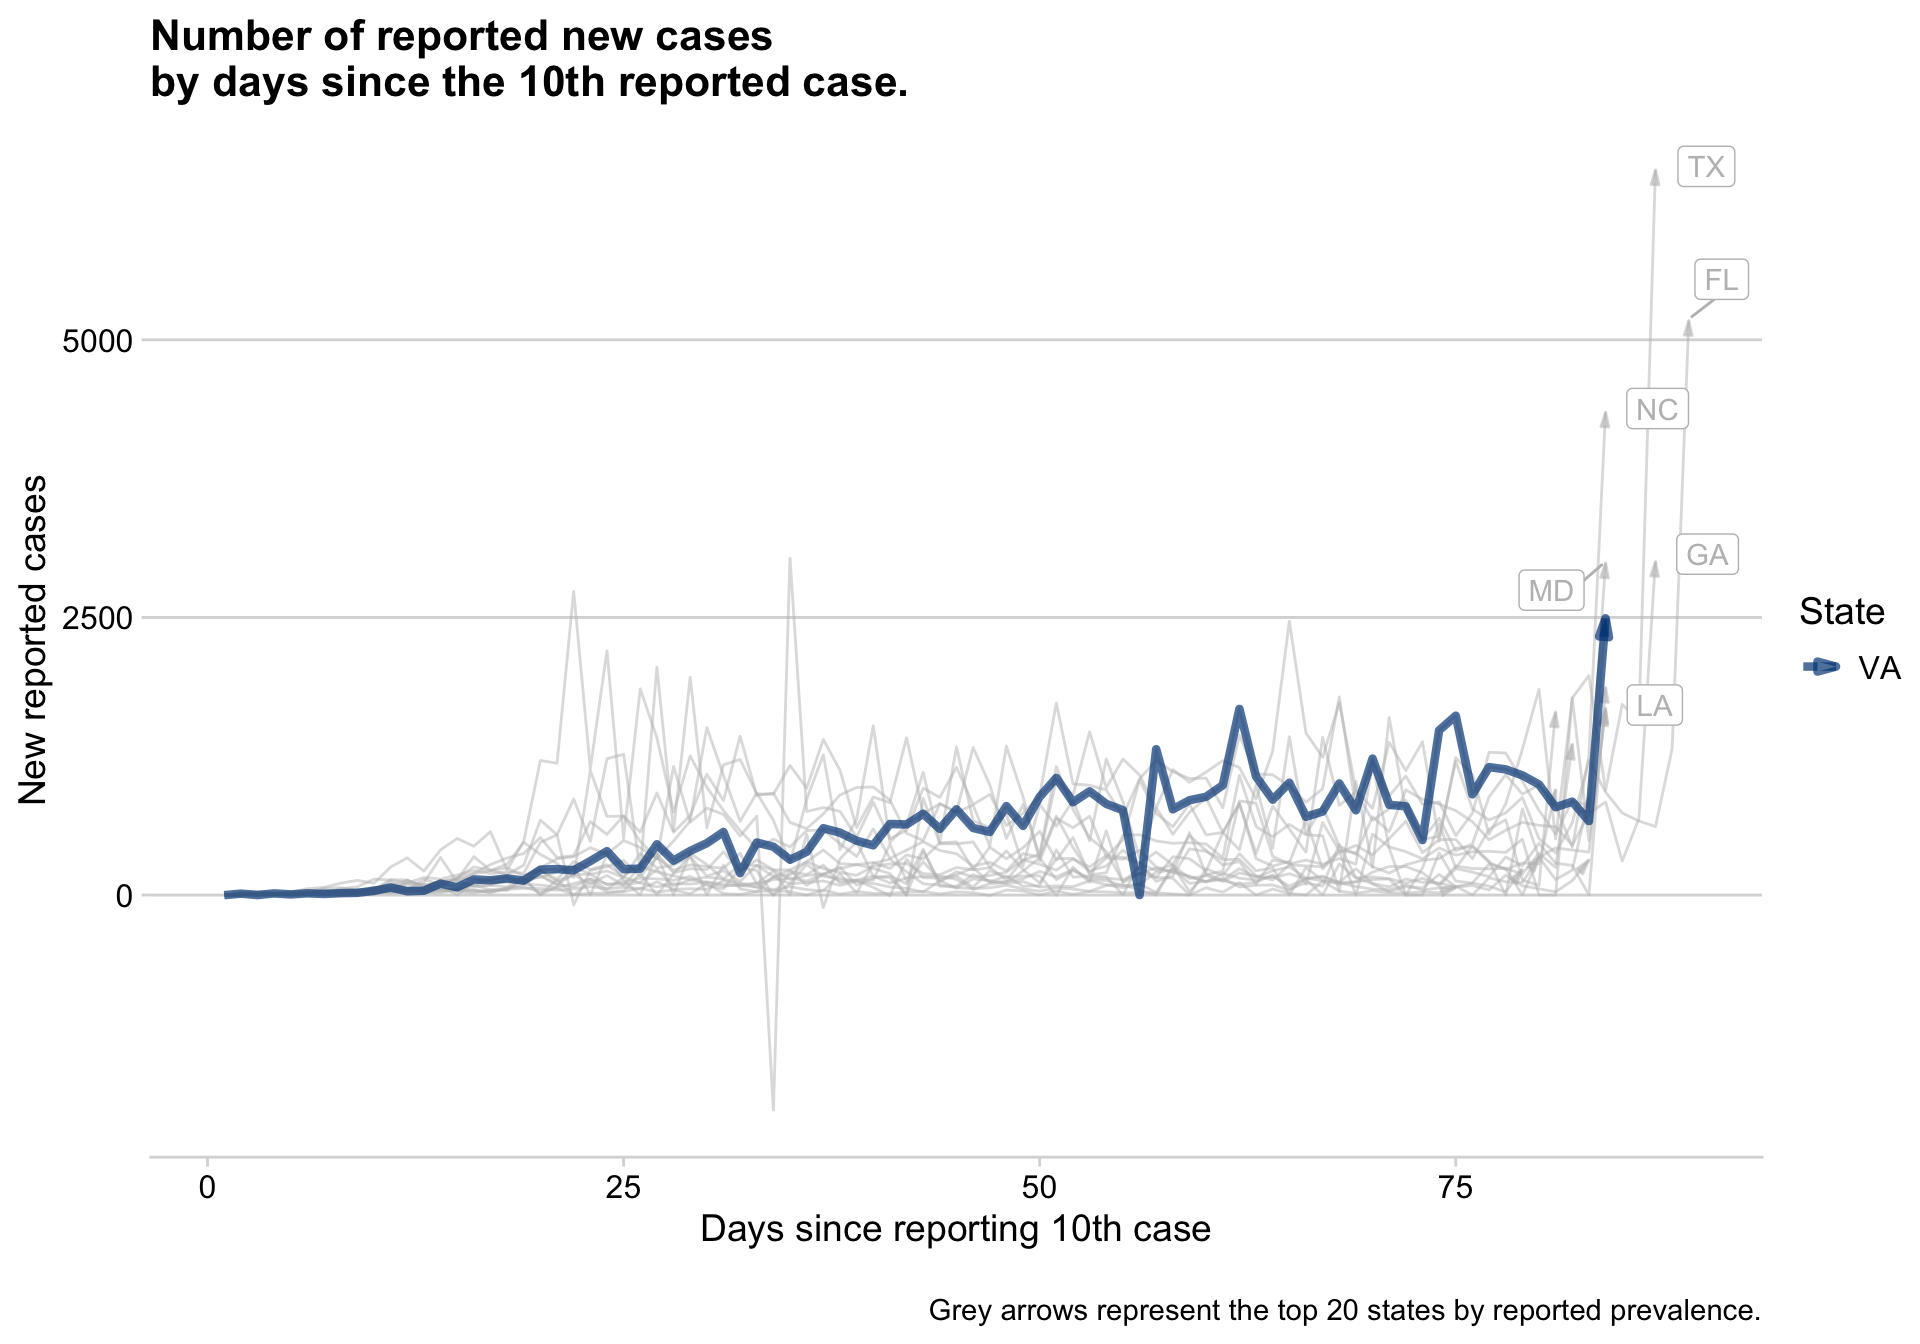 Number of reported new cases
by days since the 10th reported case.
TX
FL
5000
NC
GA
MD
2500
State
VA
LA
New reported cases
0
0 25 50 75
Days since reporting 10th case
Grey arrows represent the top 20 states by reported prevalence.